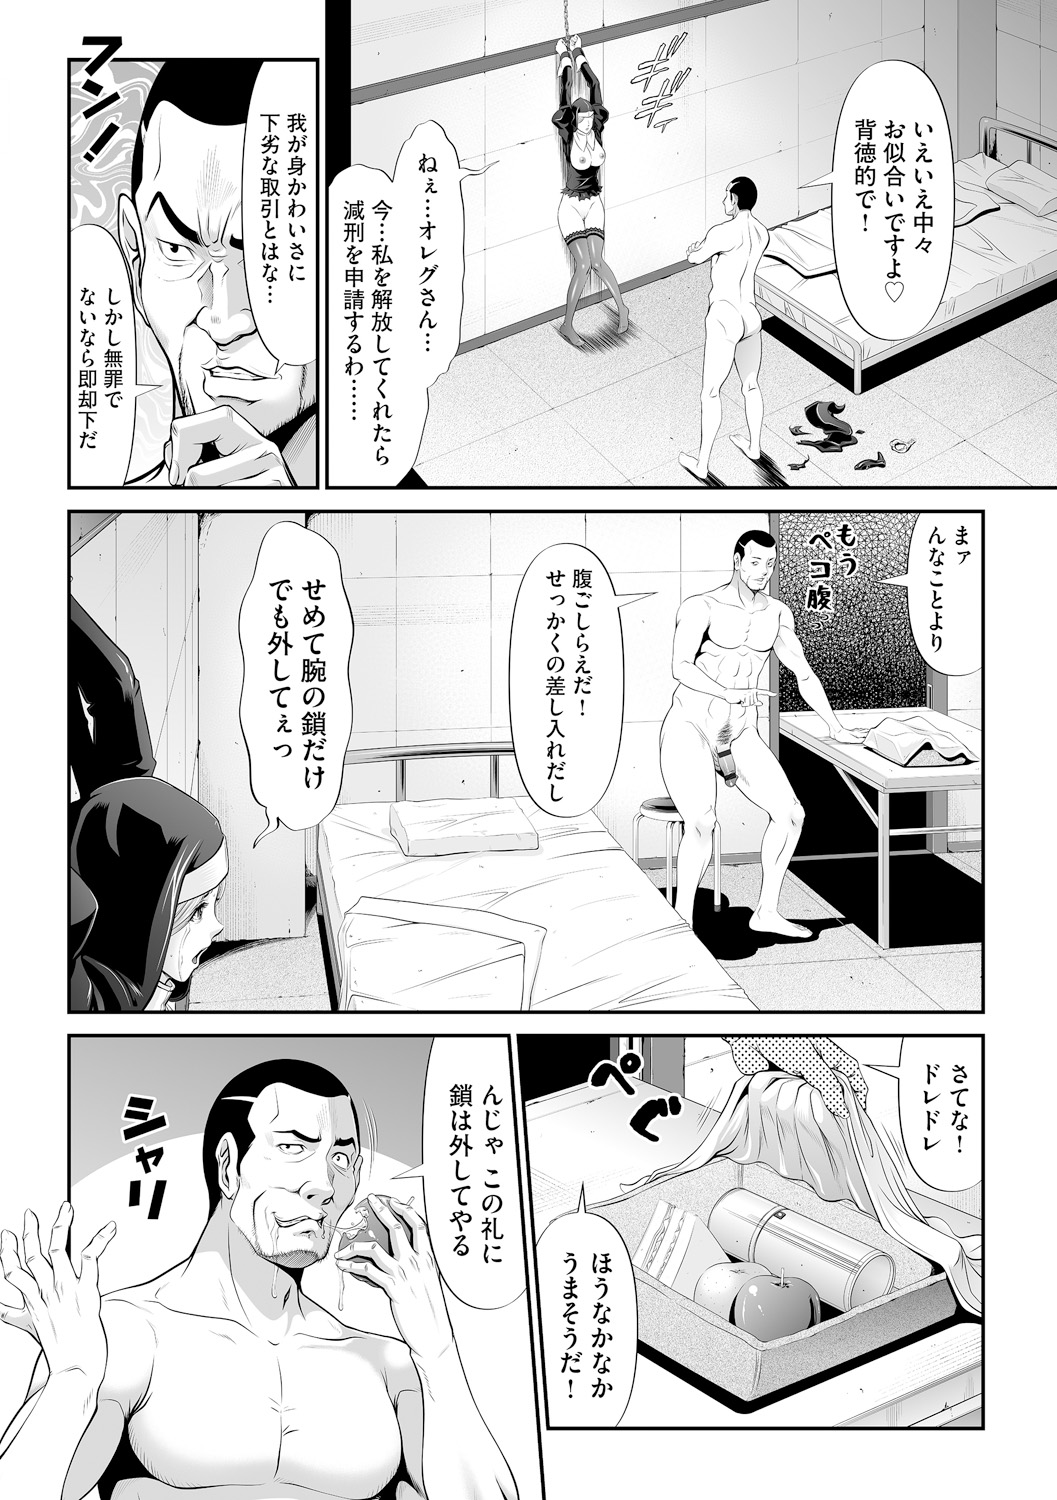 いえいえ中々
お似合いですよ♡
背徳的で！
ギギ
ギギ
ねぇ…オレグさん…
今…私を解放してくれたら
減刑を申請するわ……
フン！
我が身かわいさに
下劣な取引とはな…
しかし無罪で
ないなら即却下だ
まァ
んなことより
もう
ペコ腹
腹ごしらえだ！
せっかくの差し入れだし
せめて腕の鎖だけ
でも外してぇっ
さてな！
ドレドレ
ペら
ほうなかなか
うまそうだ！
んじゃ この礼に
鎖は外してやる
シャリ